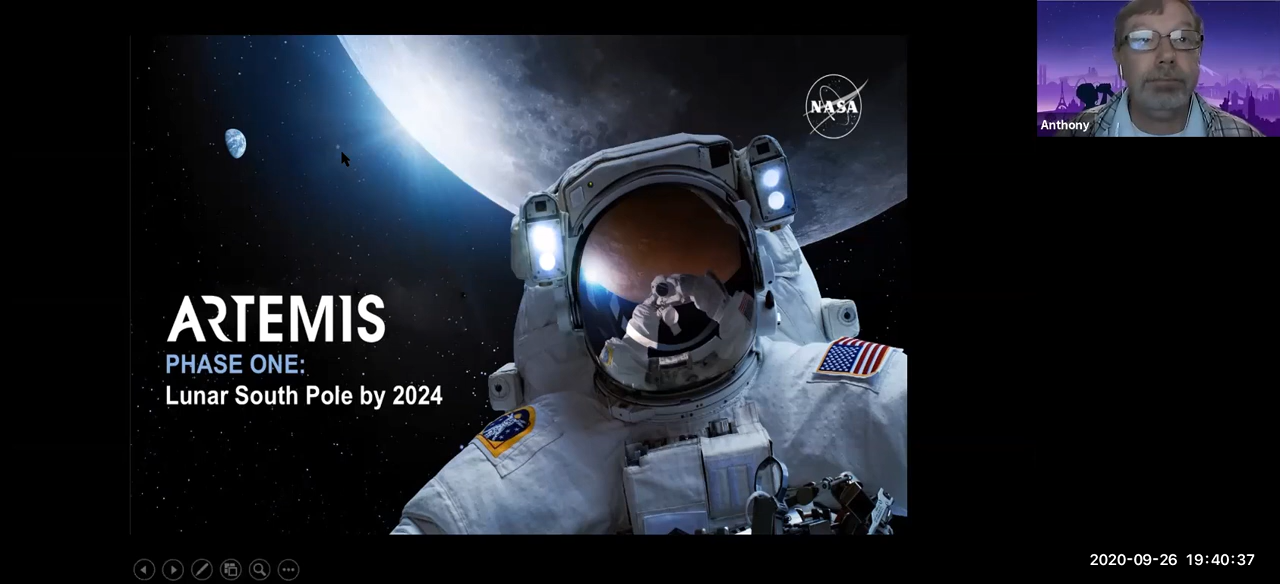 NASA
Anthony
ARTEMIS
PHASE ONE:
Lunar South Pole by 2024
2020-09-26 19:40:37